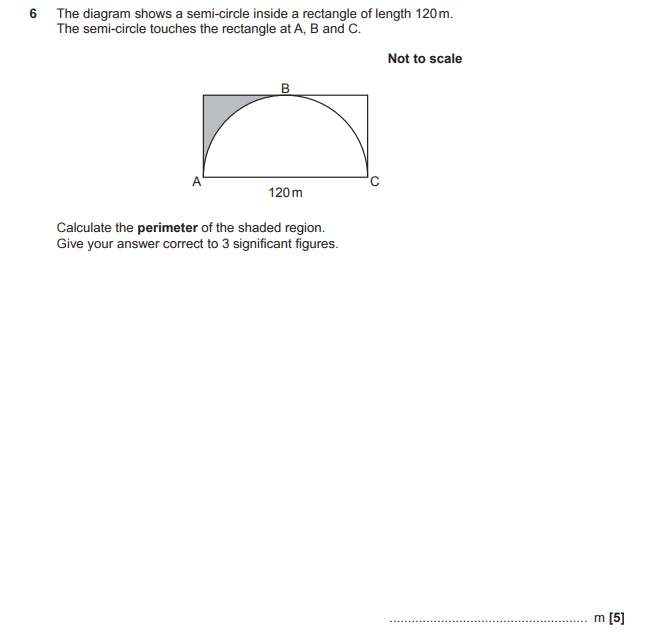 6 The diagram shows a semi-circle inside a rectangle of length 120 m.
The semi-circle touches the rectangle at A, B and C.
Not to scale
B
A
C
120 m
Calculate the perimeter of the shaded region.
Give your answer correct to 3 significant figures.
...................................................... m [5]